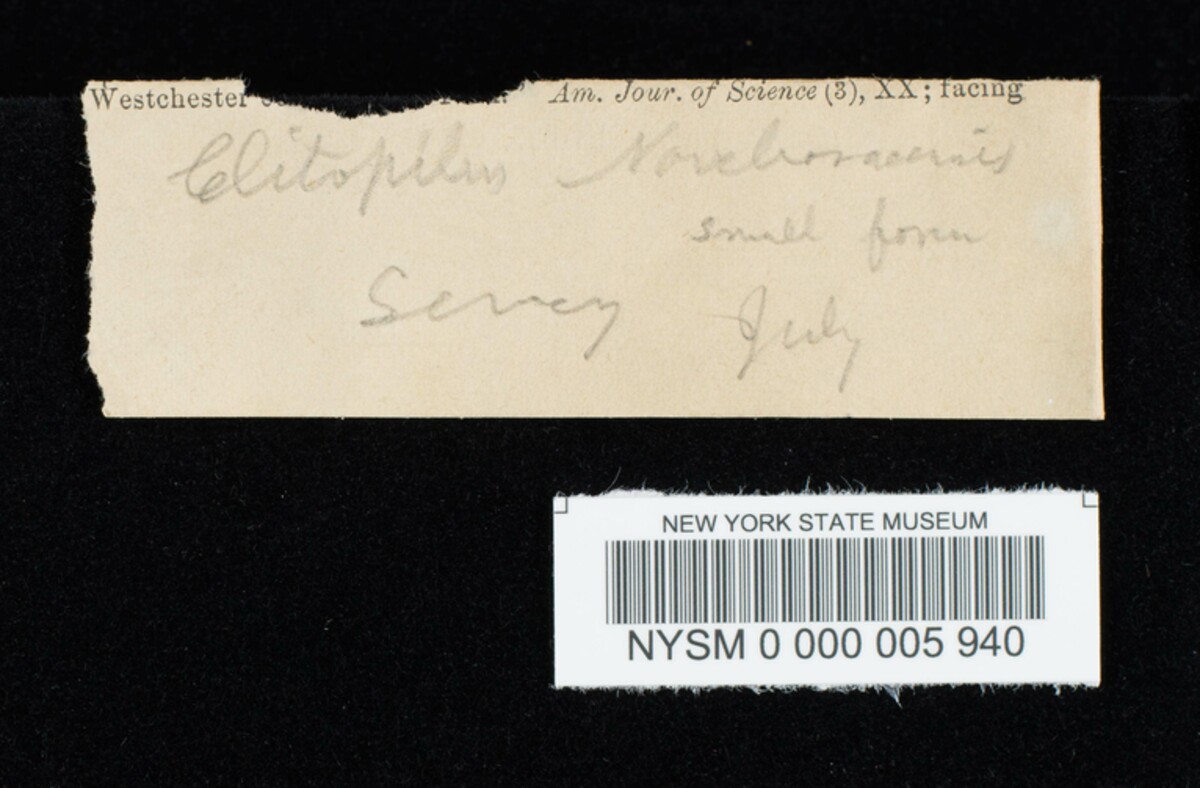 Westchester Am. Jour. of Science (3), XX; facing
Clitopilus Noveboracensis
small form
Sevey July
NEW YORK STATE MUSEUM
NYSM 0 000 005 940